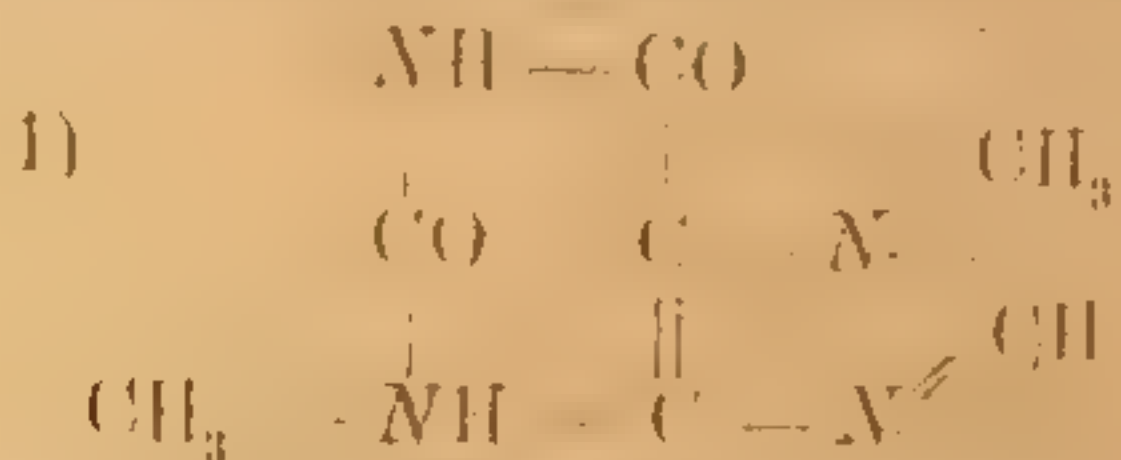 NH — CO
1) CH₃
CO C N
|| CH
CH₃ - NH - C — N //